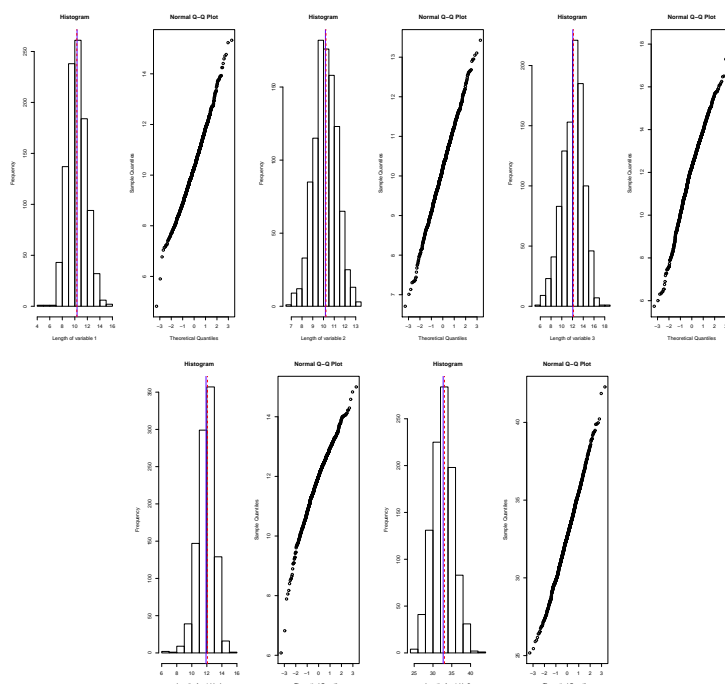 Histogram
Normal Q−Q Plot
Histogram
Normal Q−Q Plot
Histogram
Normal Q−Q Plot
Frequency
0 50 100 150 200 250
4 6 8 10 12 14 16
Length of variable 1
Sample Quantiles
6 8 10 12 14
−3 −2 −1 0 1 2 3
Theoretical Quantiles
Frequency
0 50 100 150
7 8 9 10 11 12 13
Length of variable 2
Sample Quantiles
7 8 9 10 11 12 13
−3 −2 −1 0 1 2 3
Theoretical Quantiles
Frequency
0 50 100 150 200
6 8 10 12 14 16 18
Length of variable 3
Sample Quantiles
6 8 10 12 14 16 18
−3 −2 −1 0 1 2
Theoretical Quantiles
Histogram
Normal Q−Q Plot
Histogram
Normal Q−Q Plot
Frequency
0 50 100 150 200 250 300 350
6 8 10 12 14 16
Sample Quantiles
6 8 10 12 14
−3 −2 −1 0 1 2 3
Frequency
0 50 100 150 200 250
25 30 35 40
Sample Quantiles
25 30 35 40
−3 −2 −1 0 1 2 3